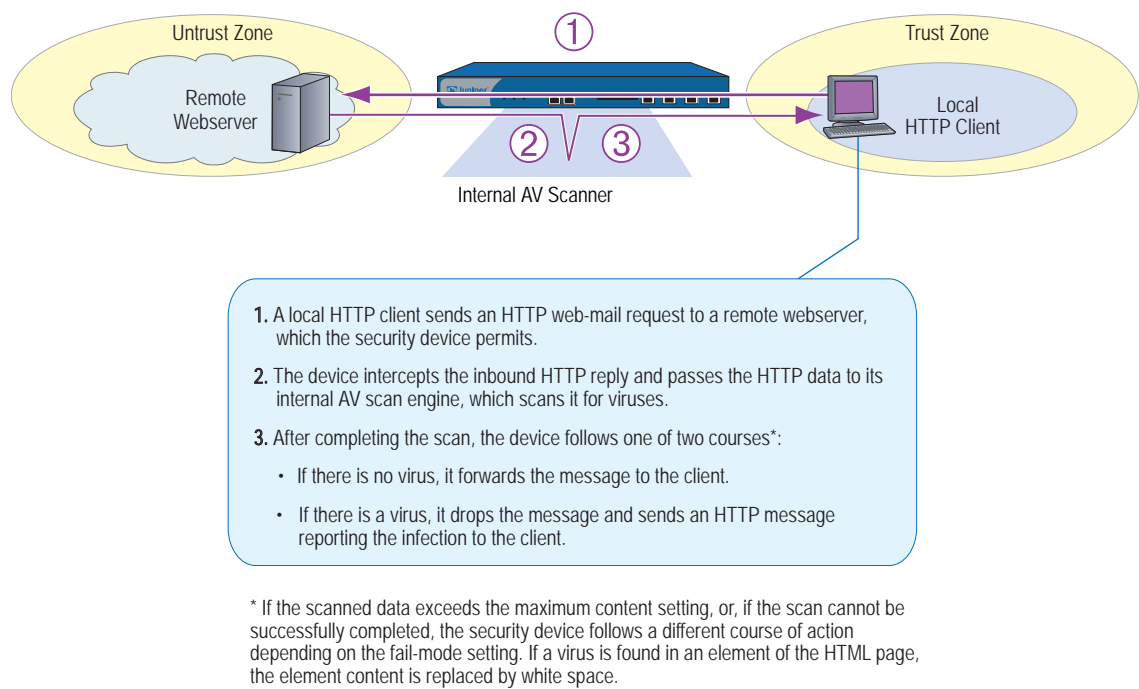 Untrust Zone
①
Trust Zone
Juniper
Remote
Webserver
Local
HTTP Client
② ③
Internal AV Scanner
1. A local HTTP client sends an HTTP web-mail request to a remote webserver,
which the security device permits.
2. The device intercepts the inbound HTTP reply and passes the HTTP data to its
internal AV scan engine, which scans it for viruses.
3. After completing the scan, the device follows one of two courses*:
• If there is no virus, it forwards the message to the client.
• If there is a virus, it drops the message and sends an HTTP message
reporting the infection to the client.
* If the scanned data exceeds the maximum content setting, or, if the scan cannot be
successfully completed, the security device follows a different course of action
depending on the fail-mode setting. If a virus is found in an element of the HTML page,
the element content is replaced by white space.